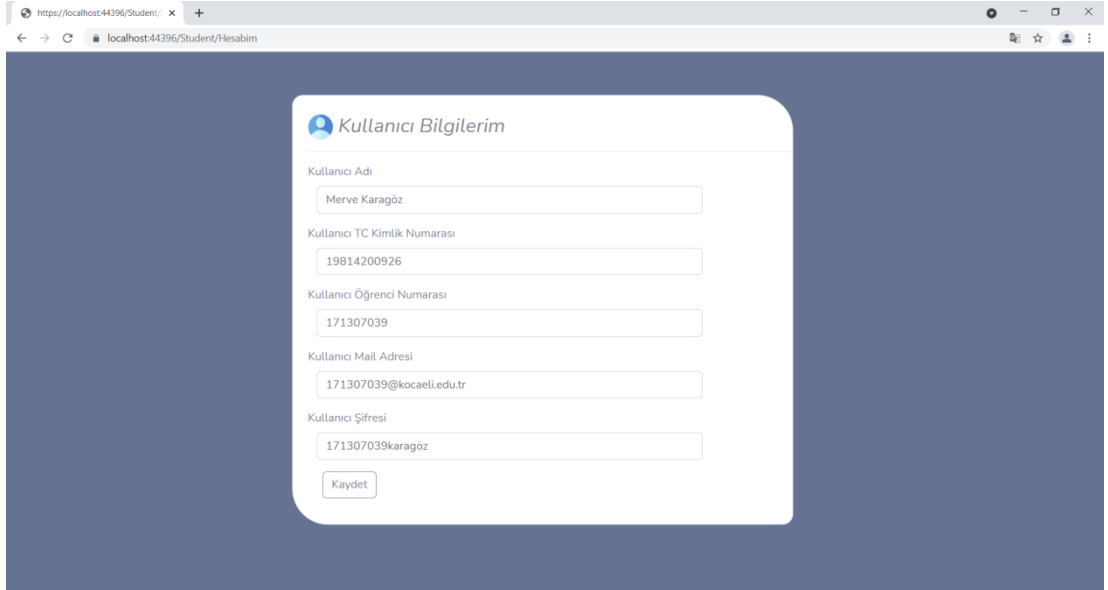 https://localhost:44396/Student/
localhost:44396/Student/Hesabim
Kullanıcı Bilgilerim
Kullanıcı Adı
Merve Karagöz
Kullanıcı TC Kimlik Numarası
19814200926
Kullanıcı Öğrenci Numarası
171307039
Kullanıcı Mail Adresi
171307039@kocaeli.edu.tr
Kullanıcı Şifresi
171307039karagöz
Kaydet